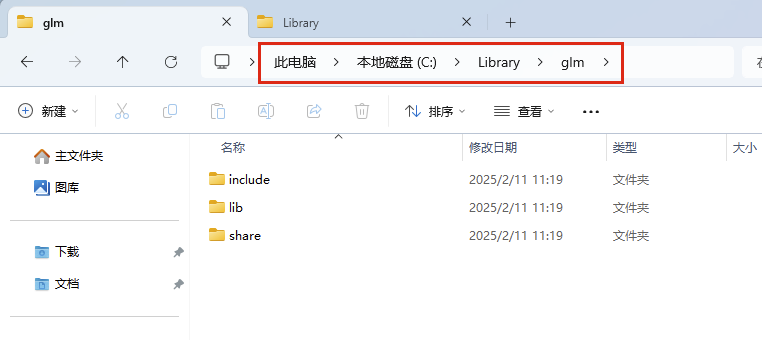 glm
Library
此电脑 > 本地磁盘 (C:) > Library > glm >
新建
排序
查看
名称 修改日期 类型 大小
主文件夹
图库
下载
文档
include 2025/2/11 11:19 文件夹
lib 2025/2/11 11:19 文件夹
share 2025/2/11 11:19 文件夹